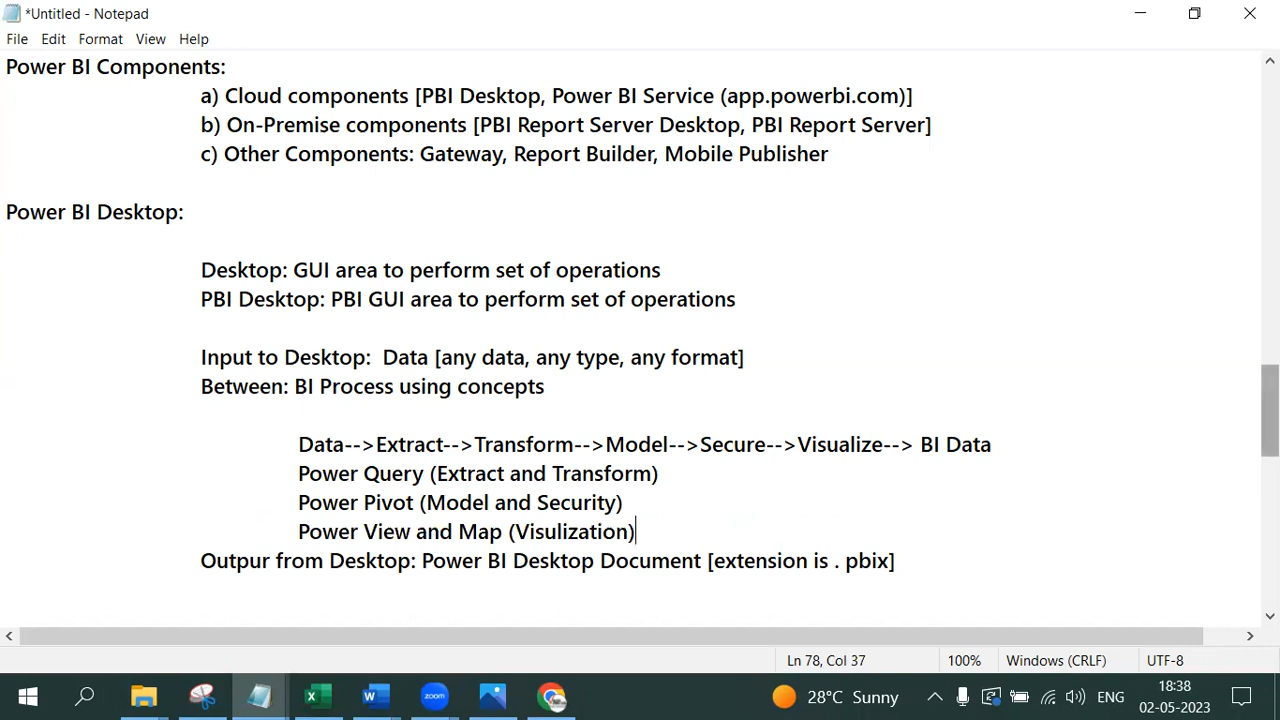 *Untitled - Notepad
File Edit Format View Help
Power BI Components:
a) Cloud components [PBI Desktop, Power BI Service (app.powerbi.com)]
b) On-Premise components [PBI Report Server Desktop, PBI Report Server]
c) Other Components: Gateway, Report Builder, Mobile Publisher
Power BI Desktop:
Desktop: GUI area to perform set of operations
PBI Desktop: PBI GUI area to perform set of operations
Input to Desktop:  Data [any data, any type, any format]
Between: BI Process using concepts
Data-->Extract-->Transform-->Model-->Secure-->Visualize--> BI Data
Power Query (Extract and Transform)
Power Pivot (Model and Security)
Power View and Map (Visulization)
Outpur from Desktop: Power BI Desktop Document [extension is . pbix]
Ln 78, Col 37 100% Windows (CRLF) UTF-8
zoom 28°C Sunny ENG 18:38
02-05-2023